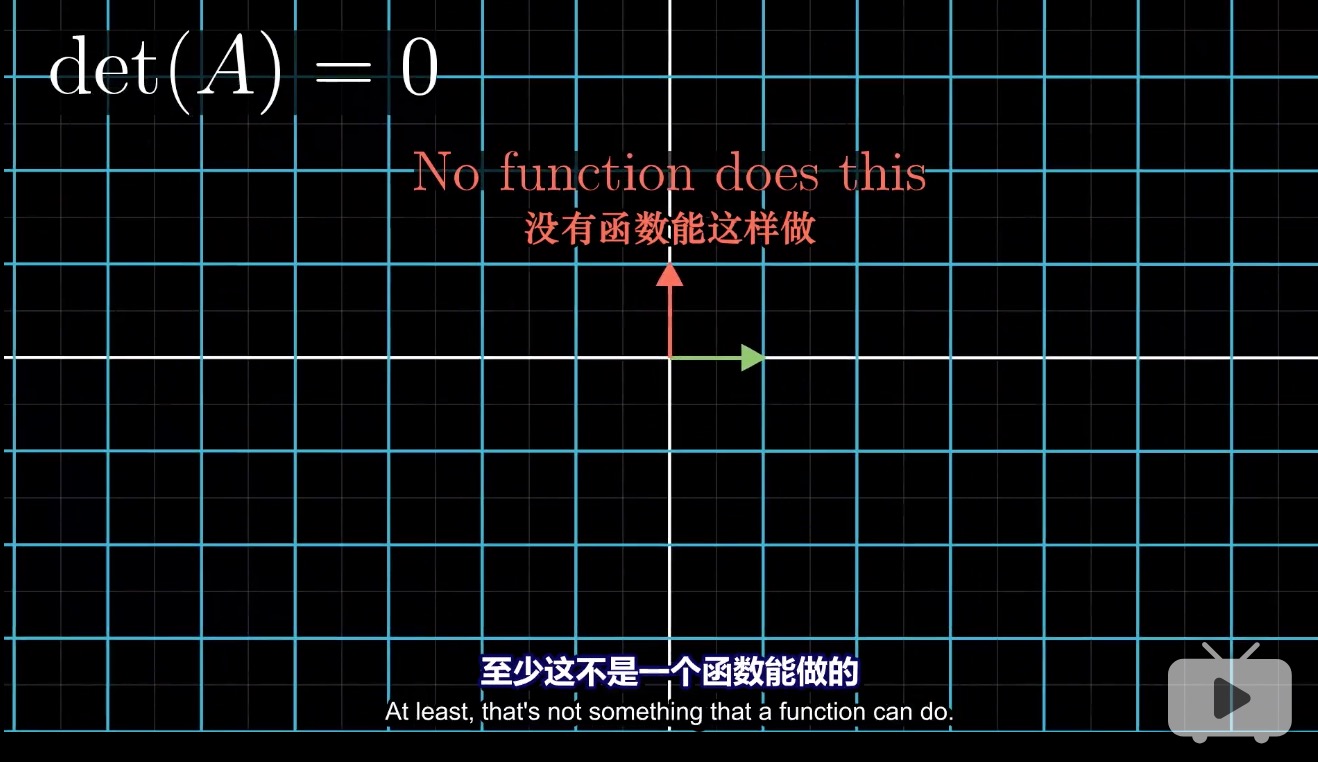 det(A) = 0
No function does this
没有函数能这样做
至少这不是一个函数能做的
At least, that's not something that a function can do.